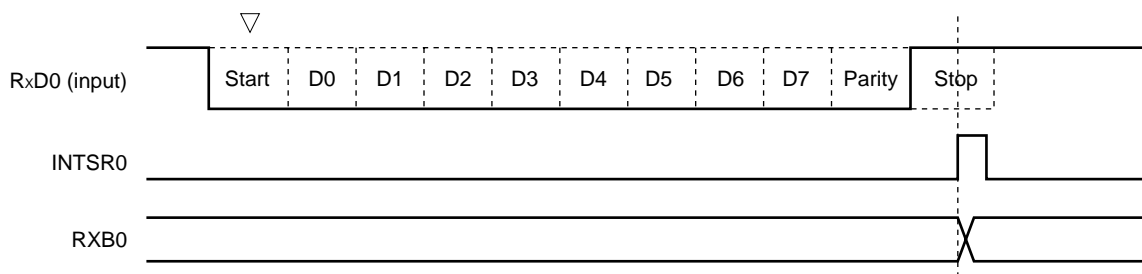 RxD0 (input)
Start D0 D1 D2 D3 D4 D5 D6 D7 Parity Stop
INTSR0
RXB0